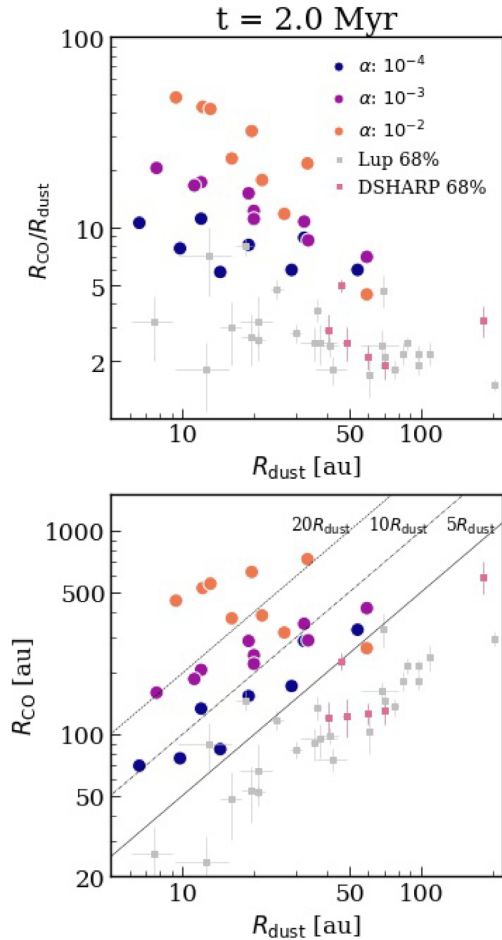 t = 2.0 Myr
100
50
10
5
2
R_CO/R_dust
α: 10⁻⁴
α: 10⁻³
α: 10⁻²
Lup 68%
DSHARP 68%
10
50
100
R_dust [au]
1000
500
100
50
20
R_CO [au]
20R_dust
10R_dust
5R_dust
10
50
100
R_dust [au]